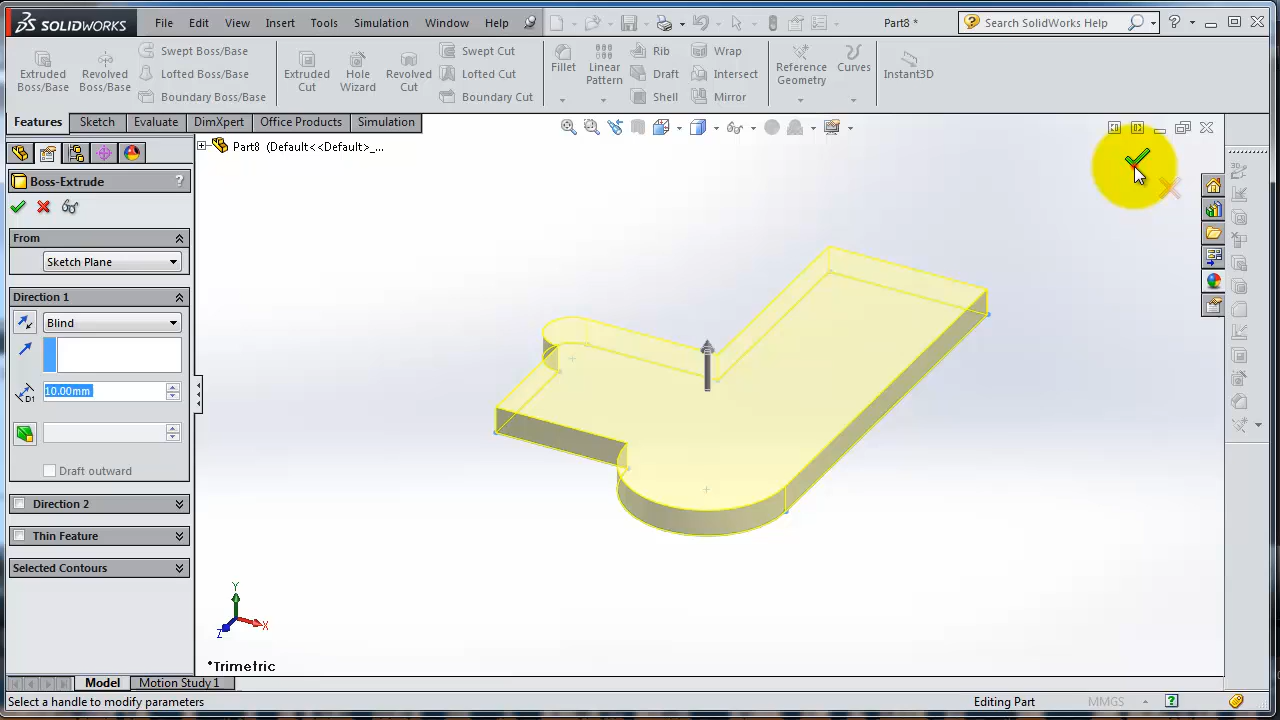 SOLIDWORKS File Edit View Insert Tools Simulation Window Help Part8 * Search SolidWorks Help
Extruded Boss/Base
Revolved Boss/Base
Swept Boss/Base
Lofted Boss/Base
Boundary Boss/Base
Extruded Cut
Hole Wizard
Revolved Cut
Swept Cut
Lofted Cut
Boundary Cut
Fillet
Linear Pattern
Rib
Draft
Shell
Wrap
Intersect
Mirror
Reference Geometry
Curves
Instant3D
Features Sketch Evaluate DimXpert Office Products Simulation
Part8 (Default<<Default>_...
Boss-Extrude ?
From
Sketch Plane
Direction 1
Blind
D1 10.00mm
Draft outward
Direction 2
Thin Feature
Selected Contours
Y
X
Z
*Trimetric
Model Motion Study 1
Select a handle to modify parameters Editing Part MMGS ?